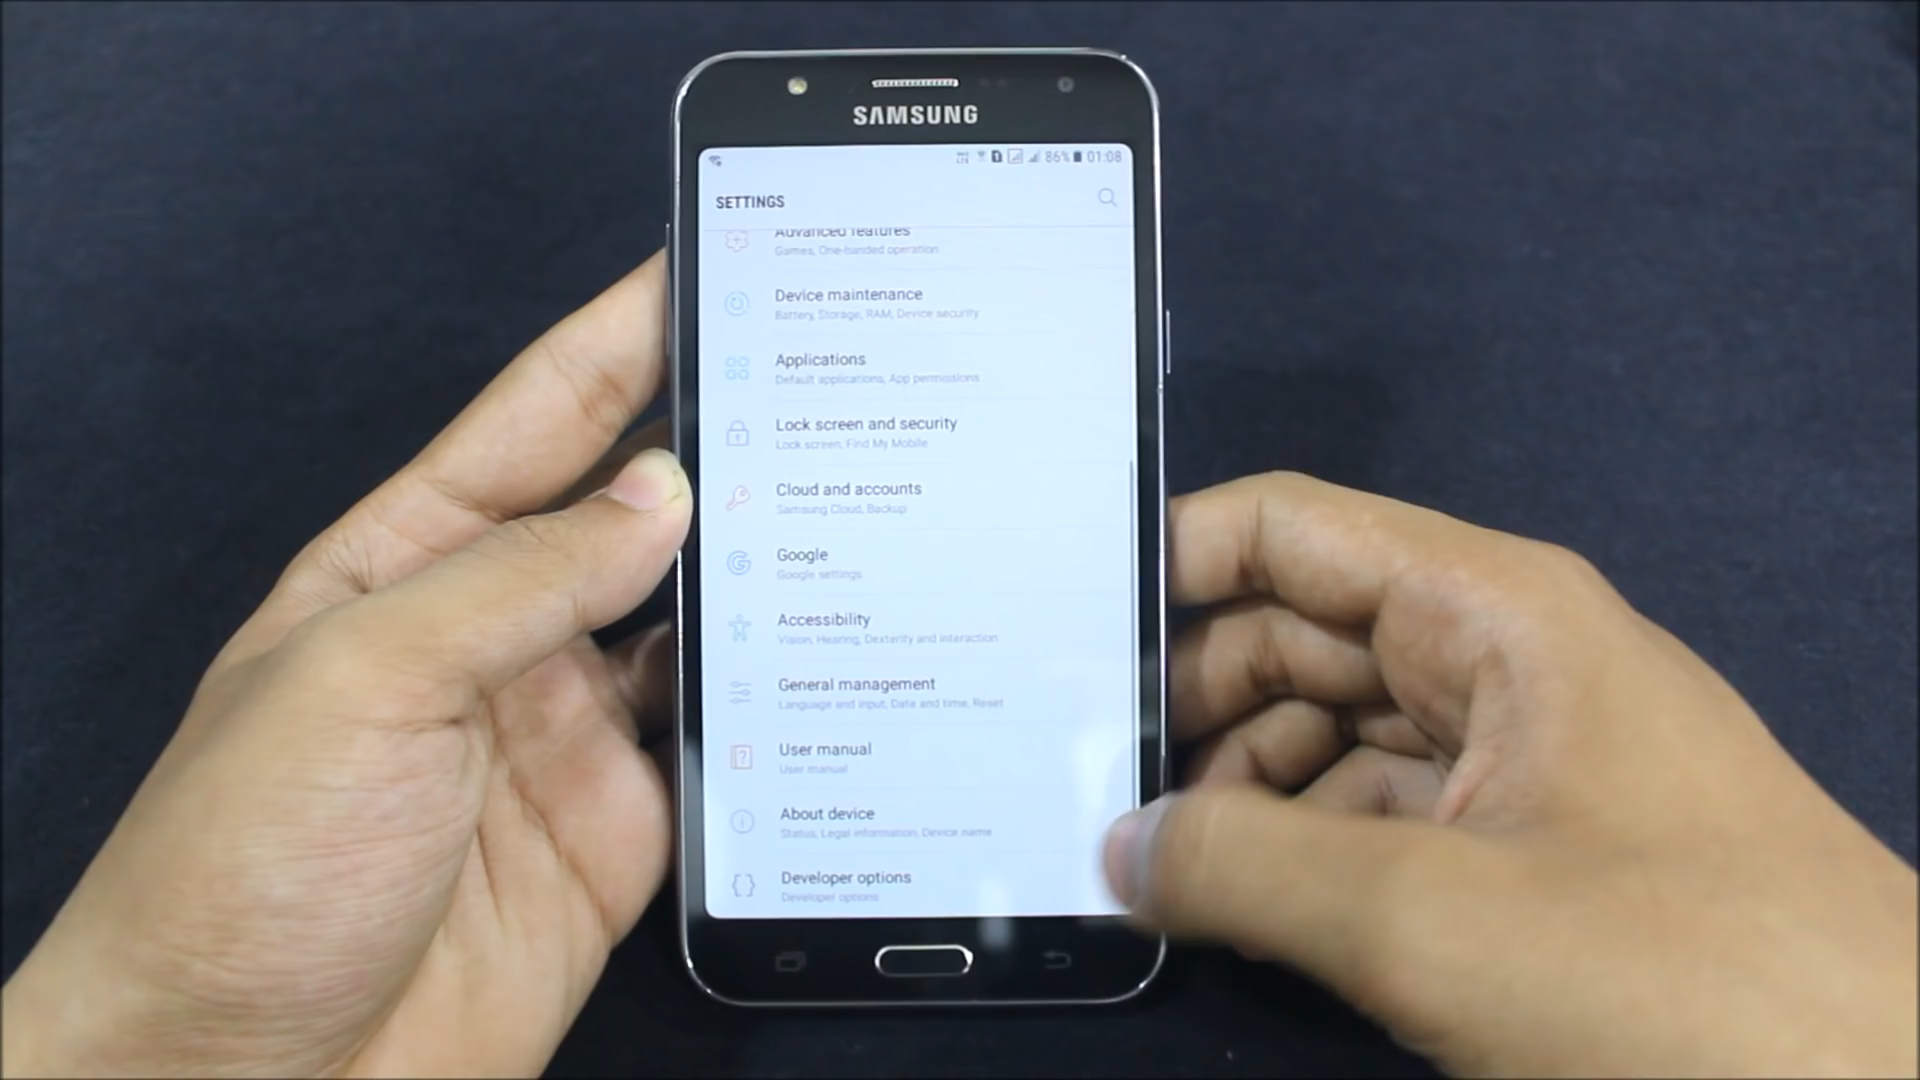 SAMSUNG
86% 01:08
SETTINGS
Advanced features
Games, One-handed operation
Device maintenance
Battery, Storage, RAM, Device security
Applications
Default applications, App permissions
Lock screen and security
Lock screen, Find My Mobile
Cloud and accounts
Samsung Cloud, Backup
Google
Google settings
Accessibility
Vision, Hearing, Dexterity and interaction
General management
Language and input, Date and time, Reset
User manual
User manual
About device
Status, Legal information, Device name
Developer options
Developer options